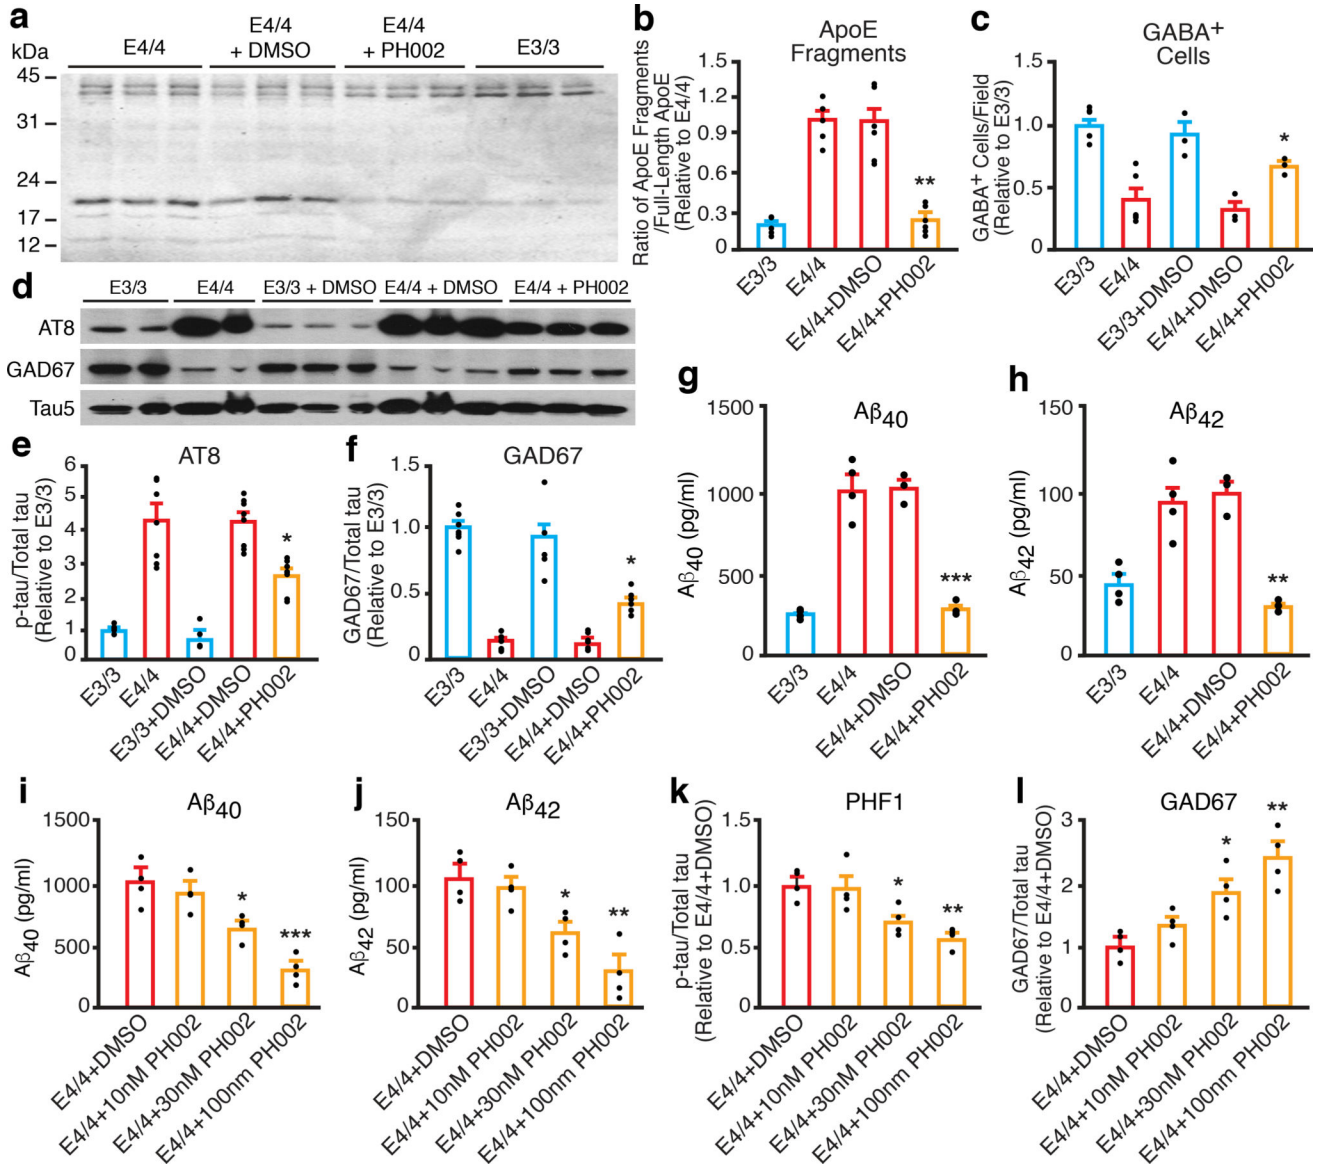 a
kDa
E4/4
E4/4
+ DMSO
E4/4
+ PH002
E3/3
45
31
24
17
12
b
ApoE
Fragments
Ratio of ApoE Fragments
/Full-Length ApoE
(Relative to E4/4)
1.5
1.2
0.9
0.6
0.3
0
**
E3/3
E4/4
E4/4+DMSO
E4/4+PH002
c
GABA⁺
Cells
GABA⁺ Cells/Field
(Relative to E3/3)
1.5
1.0
0.5
0
*
E3/3
E4/4
E3/3+DMSO
E4/4+DMSO
E4/4+PH002
d
E3/3
E4/4
E3/3 + DMSO
E4/4 + DMSO
E4/4 + PH002
AT8
GAD67
Tau5
e
AT8
p-tau/Total tau
(Relative to E3/3)
6
5
4
3
2
1
0
*
E3/3
E4/4
E3/3+DMSO
E4/4+DMSO
E4/4+PH002
f
GAD67
GAD67/Total tau
(Relative to E3/3)
1.5
1.0
0.5
0
*
E3/3
E4/4
E3/3+DMSO
E4/4+DMSO
E4/4+PH002
g
Aβ40
Aβ40 (pg/ml)
1500
1000
500
0
***
E3/3
E4/4
E4/4+DMSO
E4/4+PH002
h
Aβ42
Aβ42 (pg/ml)
150
100
50
0
**
E3/3
E4/4
E4/4+DMSO
E4/4+PH002
i
Aβ40
Aβ40 (pg/ml)
1500
1000
500
0
*
***
E4/4+DMSO
E4/4+10nM PH002
E4/4+30nM PH002
E4/4+100nm PH002
j
Aβ42
Aβ42 (pg/ml)
150
100
50
0
*
**
E4/4+DMSO
E4/4+10nM PH002
E4/4+30nM PH002
E4/4+100nm PH002
k
PHF1
p-tau/Total tau
(Relative to E4/4+DMSO)
1.5
1.0
0.5
0
*
**
E4/4+DMSO
E4/4+10nM PH002
E4/4+30nM PH002
E4/4+100nm PH002
l
GAD67
GAD67/Total tau
(Relative to E4/4+DMSO)
3
2
1
0
*
**
E4/4+DMSO
E4/4+10nM PH002
E4/4+30nM PH002
E4/4+100nm PH002